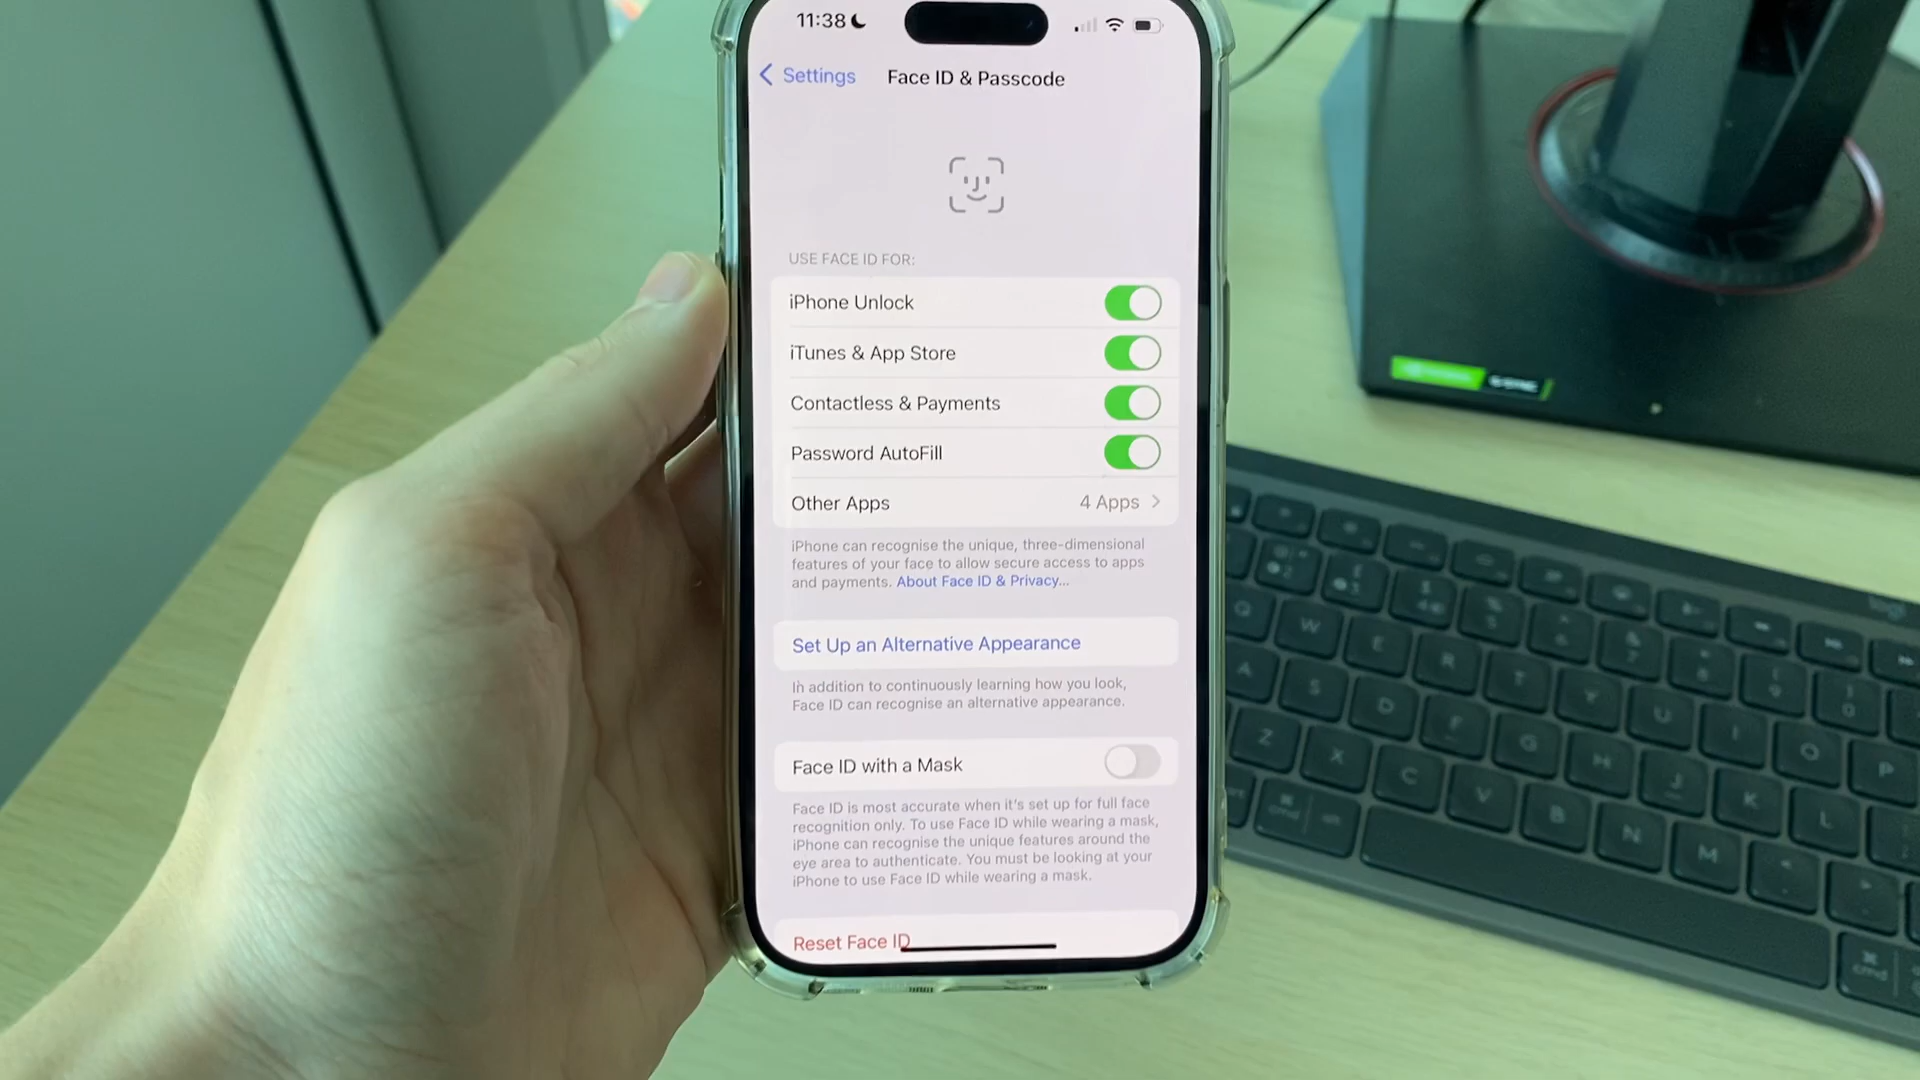 11:38
Settings
Face ID & Passcode
USE FACE ID FOR:
iPhone Unlock
iTunes & App Store
Contactless & Payments
Password AutoFill
Other Apps
4 Apps
iPhone can recognise the unique, three-dimensional
features of your face to allow secure access to apps
and payments. About Face ID & Privacy...
Set Up an Alternative Appearance
In addition to continuously learning how you look,
Face ID can recognise an alternative appearance.
Face ID with a Mask
Face ID is most accurate when it's set up for full face
recognition only. To use Face ID while wearing a mask,
iPhone can recognise the unique features around the
eye area to authenticate. You must be looking at your
iPhone to use Face ID while wearing a mask.
Reset Face ID
G-SYNC
Q W E R T Y U I O P
A S D F G H J K L
Z X C V B N M
cmd
cmd